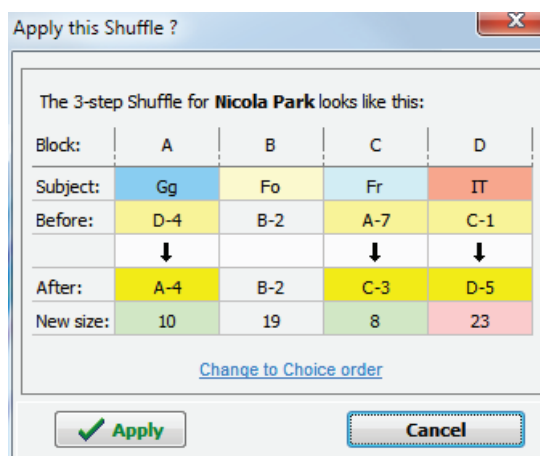 Apply this Shuffle ?
The 3-step Shuffle for Nicola Park looks like this:
Block: A B C D
Subject: Gg Fo Fr IT
Before: D-4 B-2 A-7 C-1
After: A-4 B-2 C-3 D-5
New size: 10 19 8 23
Change to Choice order
Apply Cancel